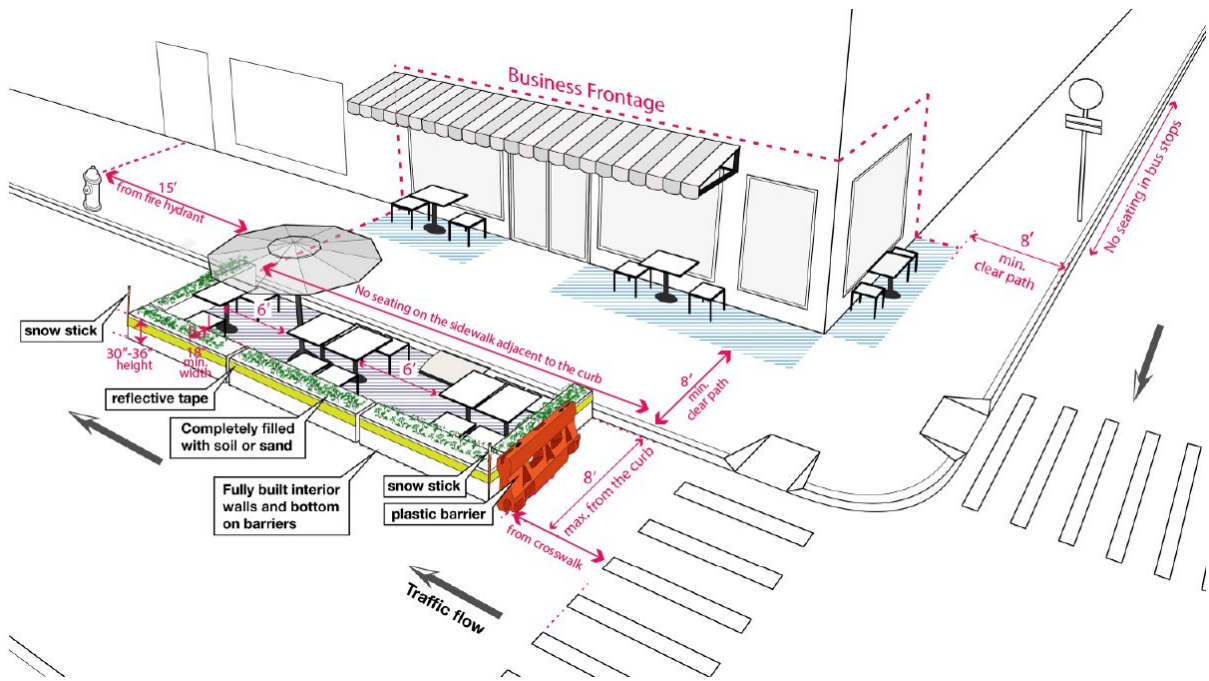 Business Frontage
15'
from fire hydrant
No seating in bus stops
8'
min.
clear path
No seating on the sidewalk adjacent to the curb
snow stick
6'
30"-36"
height
18"
min.
width
6'
8'
min.
clear path
reflective tape
Completely filled
with soil or sand
Fully built interior
walls and bottom
on barriers
snow stick
plastic barrier
8'
max. from the curb
from crosswalk
Traffic flow